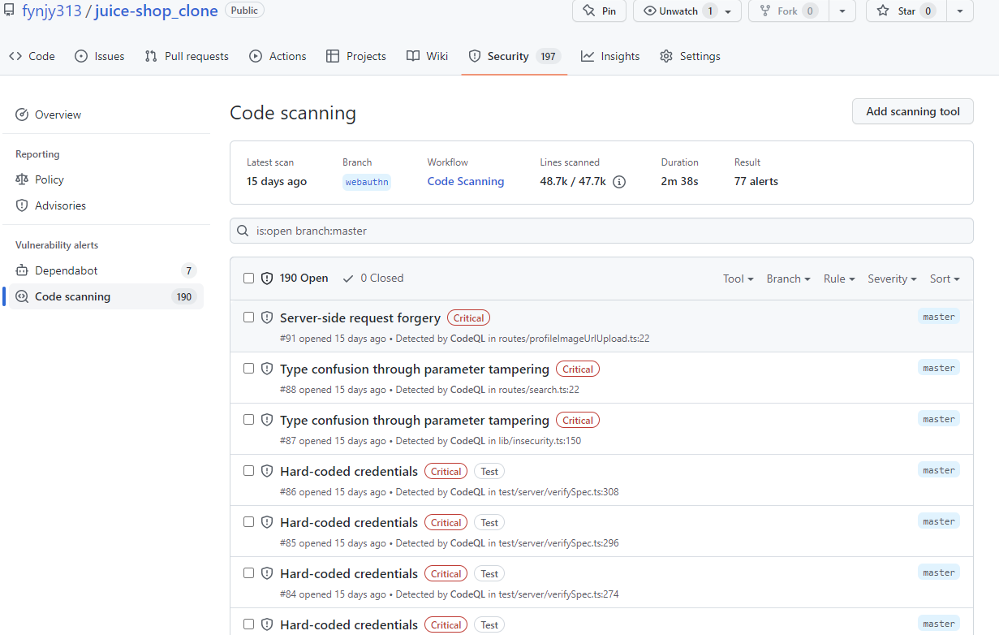 fynjy313 / juice-shop_clone Public
Pin Unwatch 1 Fork 0 Star 0
Code Issues Pull requests Actions Projects Wiki Security 197 Insights Settings
Overview
Reporting
Policy
Advisories
Vulnerability alerts
Dependabot 7
Code scanning 190
Code scanning
Add scanning tool
Latest scan Branch Workflow Lines scanned Duration Result
15 days ago webauthn Code Scanning 48.7k / 47.7k 2m 38s 77 alerts
is:open branch:master
190 Open 0 Closed Tool Branch Rule Severity Sort
Server-side request forgery Critical master
#91 opened 15 days ago • Detected by CodeQL in routes/profileImageUrlUpload.ts:22
Type confusion through parameter tampering Critical master
#88 opened 15 days ago • Detected by CodeQL in routes/search.ts:22
Type confusion through parameter tampering Critical master
#87 opened 15 days ago • Detected by CodeQL in lib/insecurity.ts:150
Hard-coded credentials Critical Test master
#86 opened 15 days ago • Detected by CodeQL in test/server/verifySpec.ts:308
Hard-coded credentials Critical Test master
#85 opened 15 days ago • Detected by CodeQL in test/server/verifySpec.ts:296
Hard-coded credentials Critical Test master
#84 opened 15 days ago • Detected by CodeQL in test/server/verifySpec.ts:274
Hard-coded credentials Critical Test master